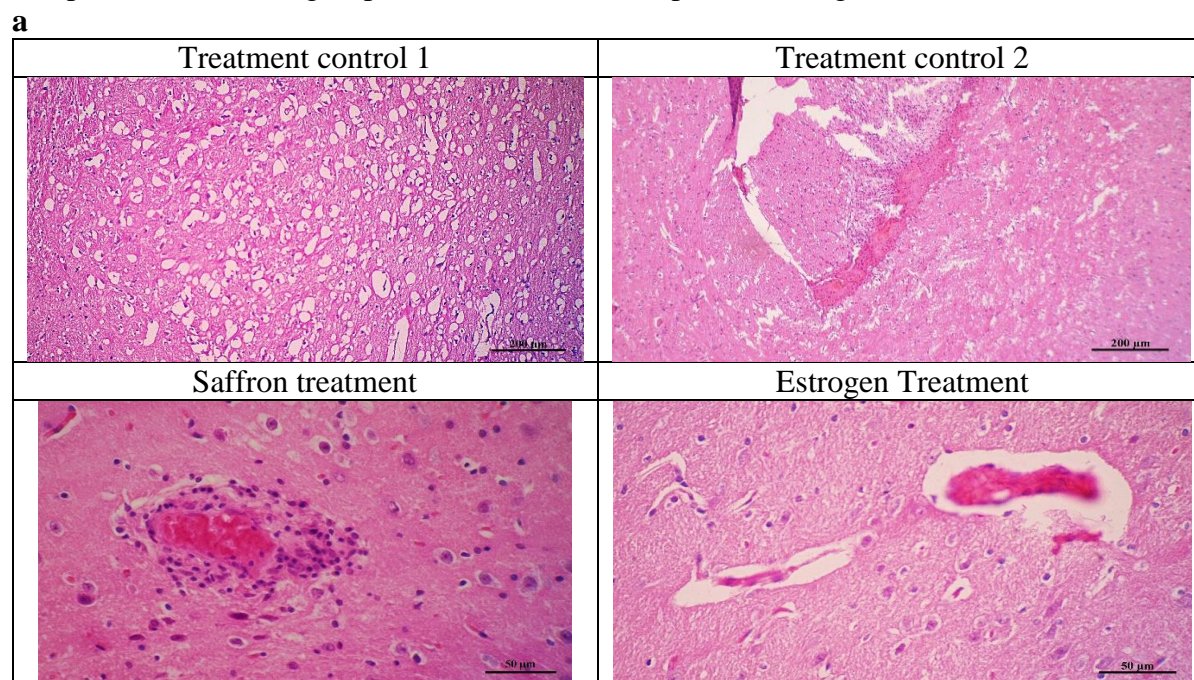 a
Treatment control 1
Treatment control 2
200 µm
200 µm
Saffron treatment
Estrogen Treatment
50 µm
50 µm